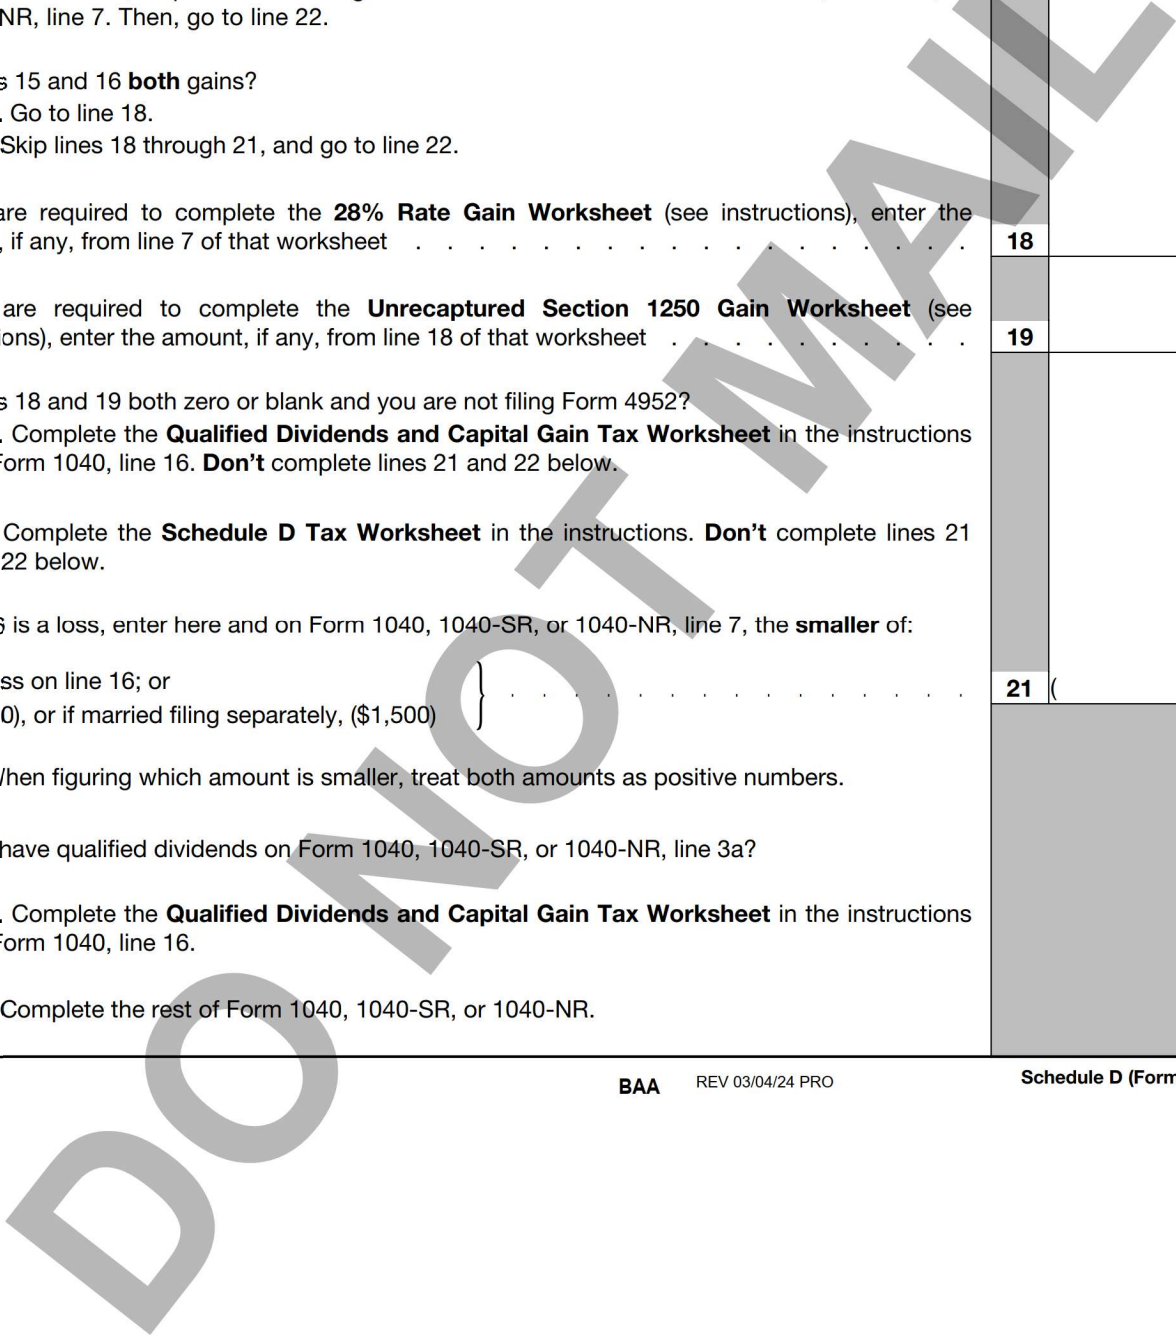 NR, line 7. Then, go to line 22.
15 and 16 both gains?
. Go to line 18.
Skip lines 18 through 21, and go to line 22.
are required to complete the 28% Rate Gain Worksheet (see instructions), enter the
, if any, from line 7 of that worksheet . . . . . . . . . . . . . . . . . . 18
are required to complete the Unrecaptured Section 1250 Gain Worksheet (see
ions), enter the amount, if any, from line 18 of that worksheet . . . . . . . . . . 19
s 18 and 19 both zero or blank and you are not filing Form 4952?
. Complete the Qualified Dividends and Capital Gain Tax Worksheet in the instructions
Form 1040, line 16. Don't complete lines 21 and 22 below.
Complete the Schedule D Tax Worksheet in the instructions. Don't complete lines 21
22 below.
is a loss, enter here and on Form 1040, 1040-SR, or 1040-NR, line 7, the smaller of:
ss on line 16; or
0), or if married filing separately, ($1,500) } . . . . . . . . . . . . . . . 21 (
When figuring which amount is smaller, treat both amounts as positive numbers.
have qualified dividends on Form 1040, 1040-SR, or 1040-NR, line 3a?
. Complete the Qualified Dividends and Capital Gain Tax Worksheet in the instructions
Form 1040, line 16.
Complete the rest of Form 1040, 1040-SR, or 1040-NR.
BAA REV 03/04/24 PRO Schedule D (Form
DO NOT MAIL